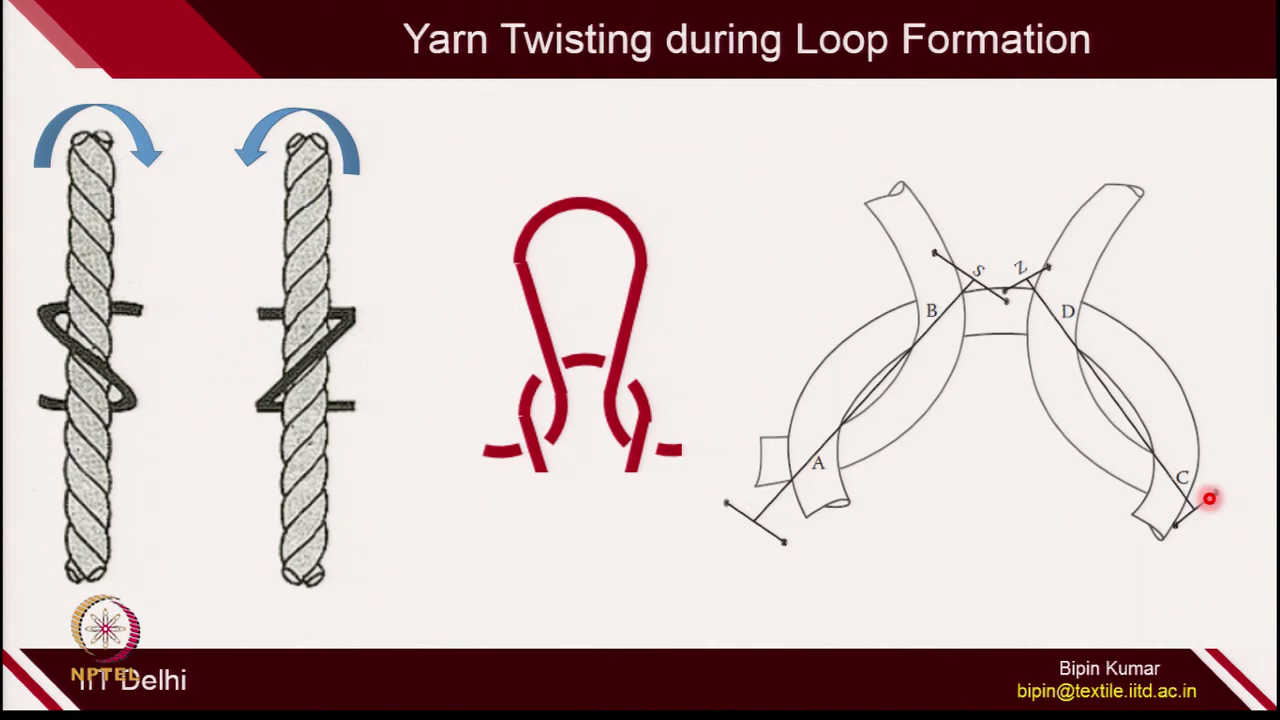 Yarn Twisting during Loop Formation
S
Z
S
Z
B
D
A
C
NPTEL
IIT Delhi
Bipin Kumar
bipin@textile.iitd.ac.in